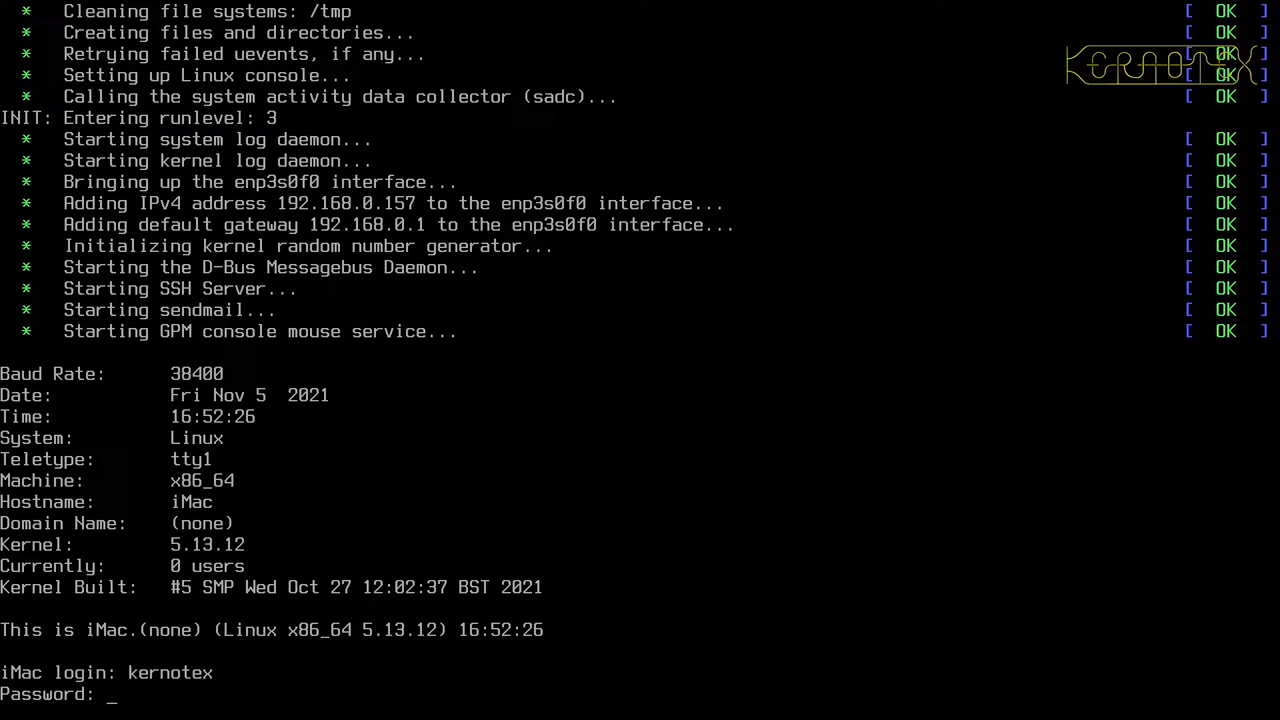 * Cleaning file systems: /tmp [ OK ]
* Creating files and directories... [ OK ]
* Retrying failed uevents, if any... [ OK ]
* Setting up Linux console... [ OK ]
KERNOTEX
* Calling the system activity data collector (sadc)... [ OK ]
INIT: Entering runlevel: 3
* Starting system log daemon... [ OK ]
* Starting kernel log daemon... [ OK ]
* Bringing up the enp3s0f0 interface... [ OK ]
* Adding IPv4 address 192.168.0.157 to the enp3s0f0 interface... [ OK ]
* Adding default gateway 192.168.0.1 to the enp3s0f0 interface... [ OK ]
* Initializing kernel random number generator... [ OK ]
* Starting the D-Bus Messagebus Daemon... [ OK ]
* Starting SSH Server... [ OK ]
* Starting sendmail... [ OK ]
* Starting GPM console mouse service... [ OK ]
Baud Rate: 38400
Date: Fri Nov 5 2021
Time: 16:52:26
System: Linux
Teletype: tty1
Machine: x86_64
Hostname: iMac
Domain Name: (none)
Kernel: 5.13.12
Currently: 0 users
Kernel Built: #5 SMP Wed Oct 27 12:02:37 BST 2021
This is iMac.(none) (Linux x86_64 5.13.12) 16:52:26
iMac login: kernotex
Password: _